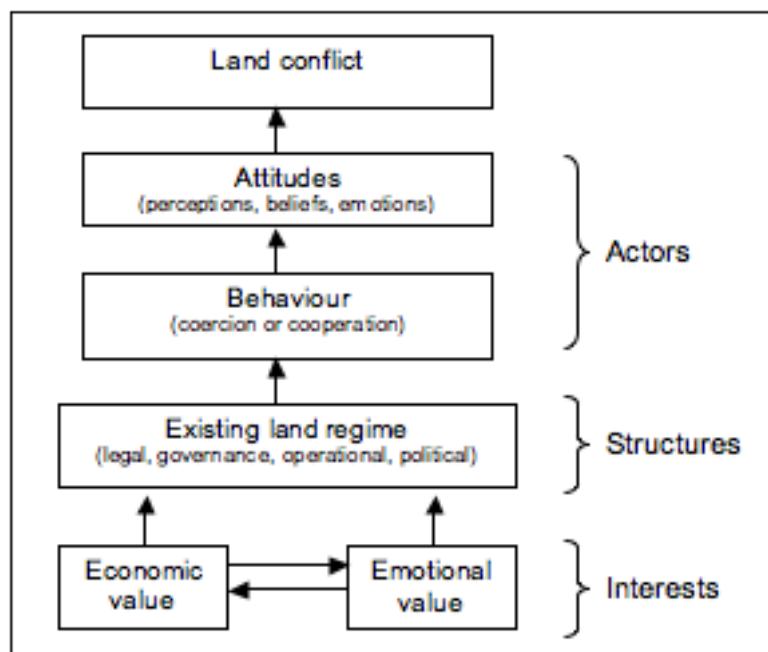 Land conflict
Attitudes
(perceptions, beliefs, emotions)
Actors
Behaviour
(coercion or cooperation)
Existing land regime
(legal, governance, operational, political)
Structures
Economic
value
Emotional
value
Interests